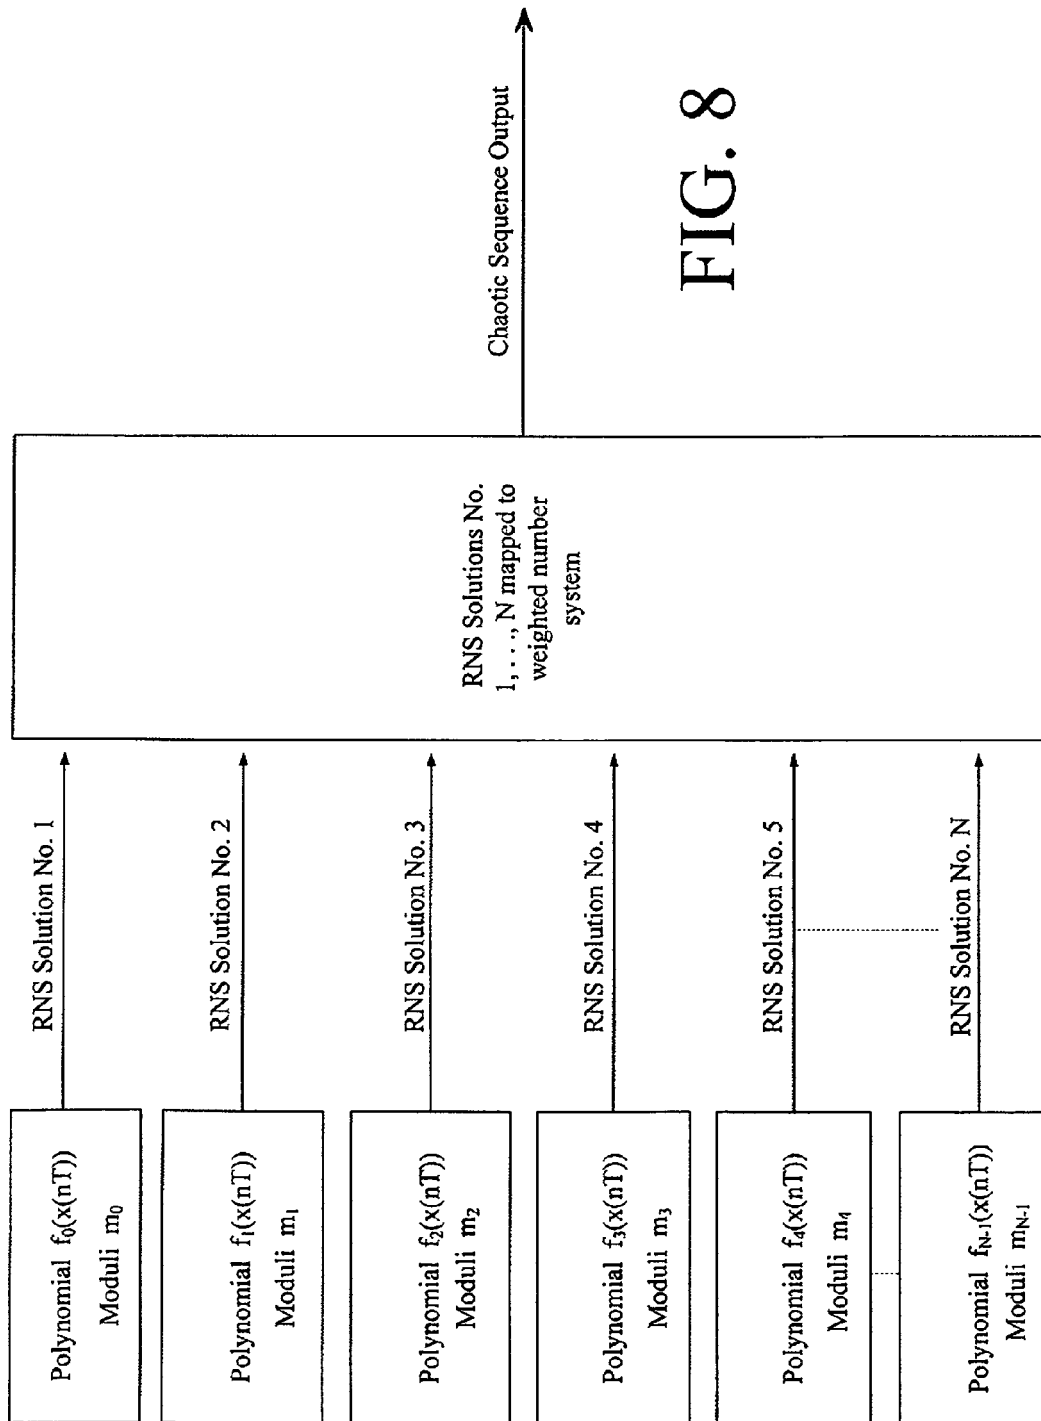 Polynomial f0(x(nT))
Moduli m0
RNS Solution No. 1
Polynomial f1(x(nT))
Moduli m1
RNS Solution No. 2
Polynomial f2(x(nT))
Moduli m2
RNS Solution No. 3
Polynomial f3(x(nT))
Moduli m3
RNS Solution No. 4
Polynomial f4(x(nT))
Moduli m4
RNS Solution No. 5
Polynomial fN-1(x(nT))
Moduli mN-1
RNS Solution No. N
RNS Solutions No.
1, . . ., N mapped to
weighted number
system
Chaotic Sequence Output
FIG. 8